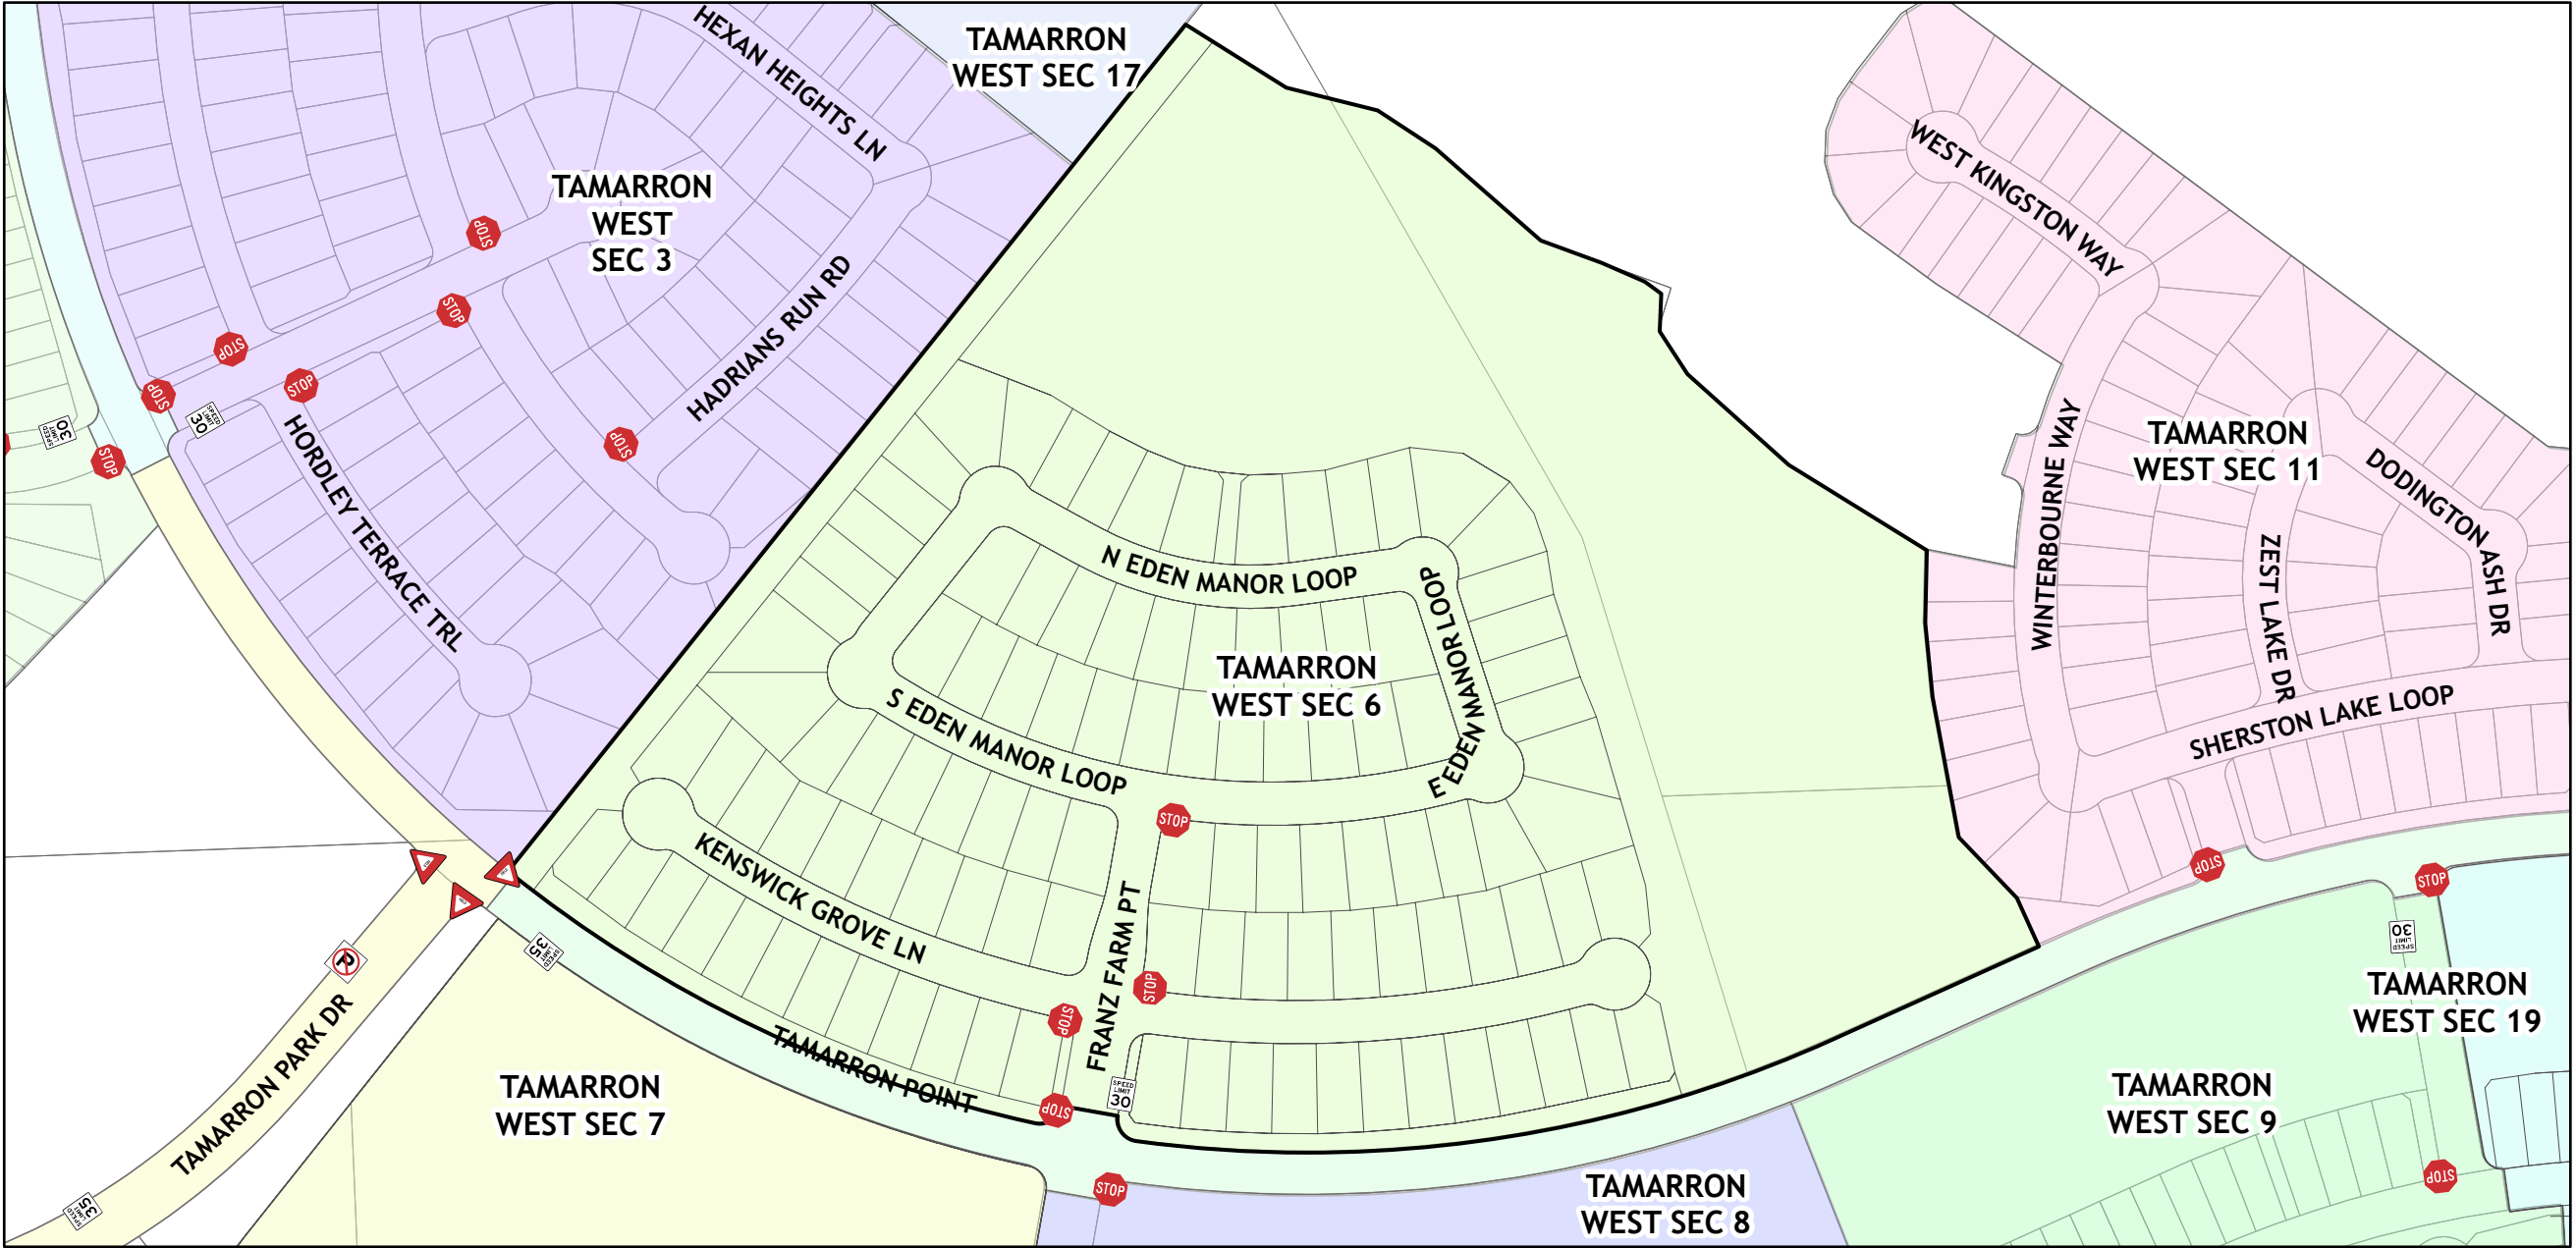 HEXAN HEIGHTS LN
TAMARRON
WEST SEC 17
TAMARRON
WEST
SEC 3
WEST KINGSTON WAY
HADRIANS RUN RD
STOP
STOP
STOP
STOP
STOP
STOP
STOP
SPEED
LIMIT
30
SPEED
LIMIT
30
HORDLEY TERRACE TRL
WINTERBOURNE WAY
TAMARRON
WEST SEC 11
DODINGTON ASH DR
ZEST LAKE DR
SHERSTON LAKE LOOP
N EDEN MANOR LOOP
E EDEN MANOR LOOP
TAMARRON
WEST SEC 6
S EDEN MANOR LOOP
STOP
KENSWICK GROVE LN
FRANZ FARM PT
STOP
STOP
STOP
STOP
SPEED
LIMIT
35
P
TAMARRON PARK DR
SPEED
LIMIT
35
TAMARRON POINT
STOP
SPEED
LIMIT
30
STOP
SPEED
LIMIT
30
TAMARRON
WEST SEC 19
TAMARRON
WEST SEC 7
TAMARRON
WEST SEC 9
STOP
TAMARRON
WEST SEC 8